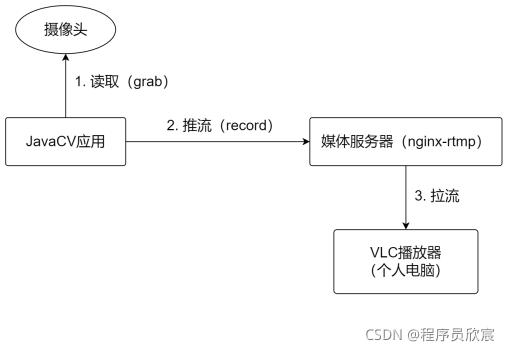 摄像头
1. 读取（grab）
2. 推流（record）
JavaCV应用
媒体服务器（nginx-rtmp）
3. 拉流
VLC播放器
（个人电脑）
CSDN @程序员欣宸